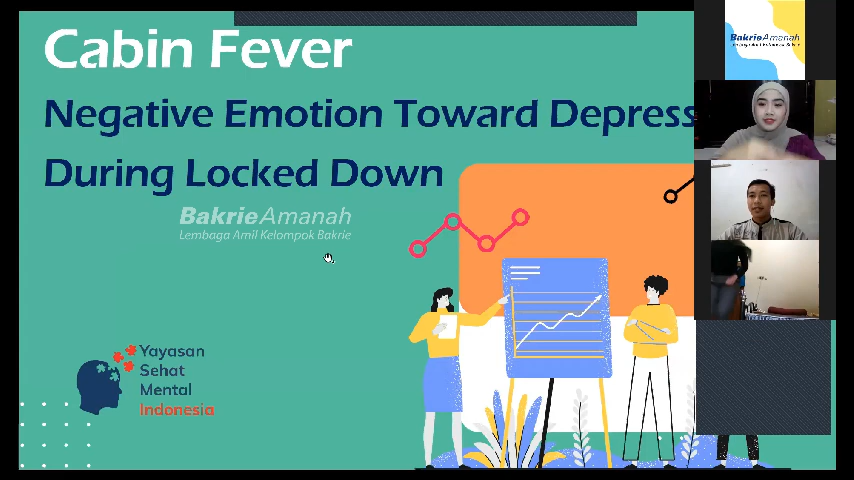 Cabin Fever
Negative Emotion Toward Depress
During Locked Down
BakrieAmanah
Lembaga Amil Kelompok Bakrie
Yayasan
Sehat
Mental
Indonesia
BakrieAmanah